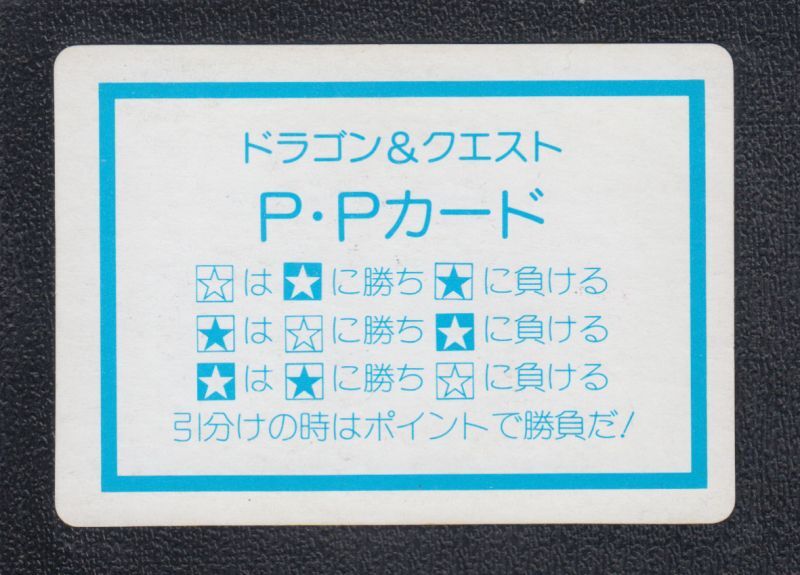 ドラゴン&クエスト
P・Pカード
☆は★に勝ち★に負ける
★は☆に勝ち★に負ける
★は★に勝ち☆に負ける
引分けの時はポイントで勝負だ!